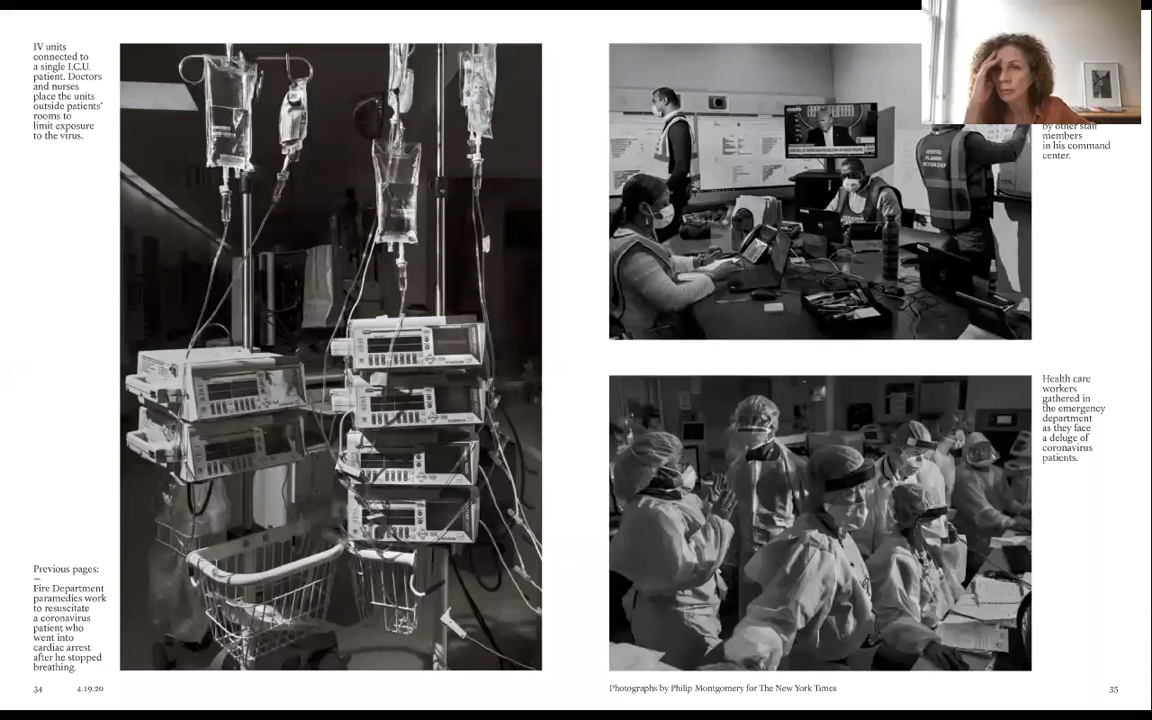 IV units
connected to
a single I.C.U.
patient. Doctors
and nurses
place the units
outside patients'
rooms to
limit exposure
to the virus.
Previous pages:
—
Fire Department
paramedics work
to resuscitate
a coronavirus
patient who
went into
cardiac arrest
after he stopped
breathing.
34 4.19.20
HOSPITAL
PLANNING
SECTION CHIEF
by other staff
members
in his command
center.
Health care
workers
gathered in
the emergency
department
as they face
a deluge of
coronavirus
patients.
Photographs by Philip Montgomery for The New York Times
35